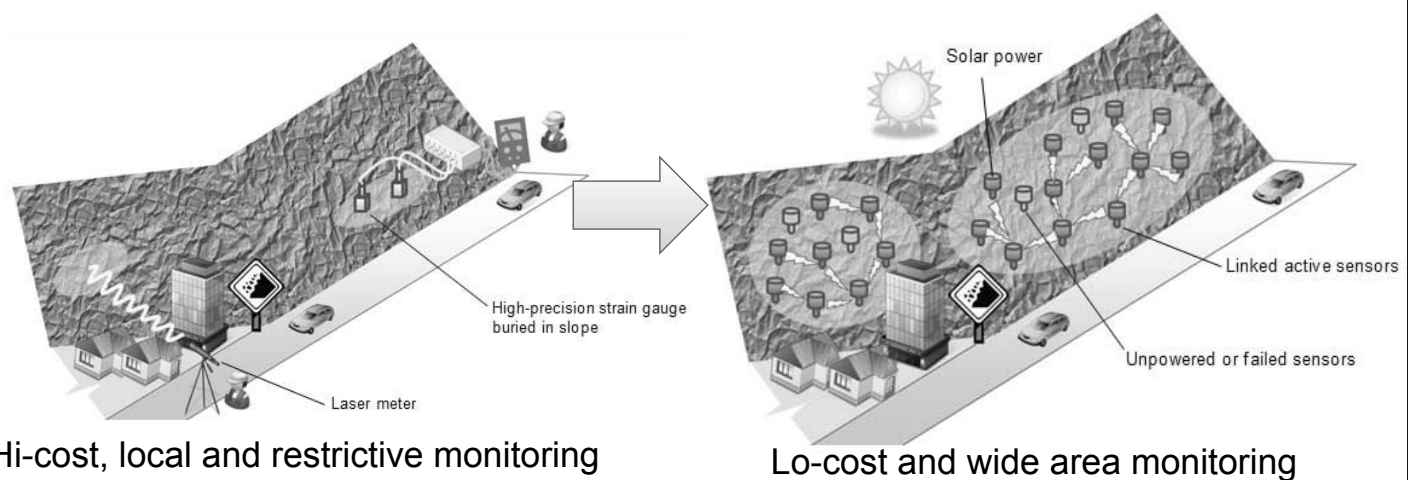 Solar power
High-precision strain gauge
buried in slope
Laser meter
Linked active sensors
Unpowered or failed sensors
Hi-cost, local and restrictive monitoring
Lo-cost and wide area monitoring